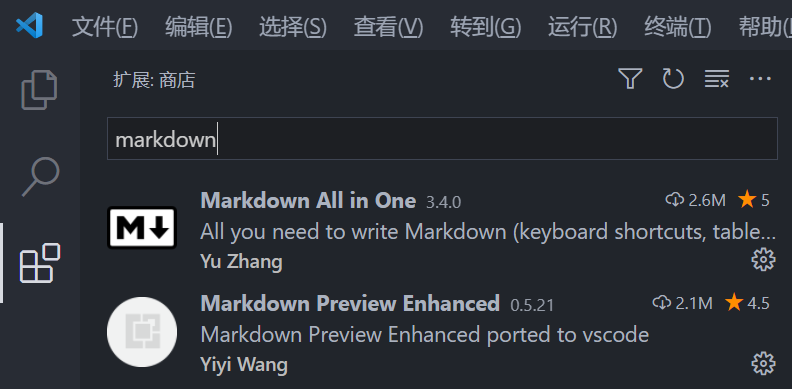 文件(F) 编辑(E) 选择(S) 查看(V) 转到(G) 运行(R) 终端(T) 帮助(
扩展: 商店
markdown
Markdown All in One 3.4.0 2.6M 5
All you need to write Markdown (keyboard shortcuts, table...
Yu Zhang
Markdown Preview Enhanced 0.5.21 2.1M 4.5
Markdown Preview Enhanced ported to vscode
Yiyi Wang